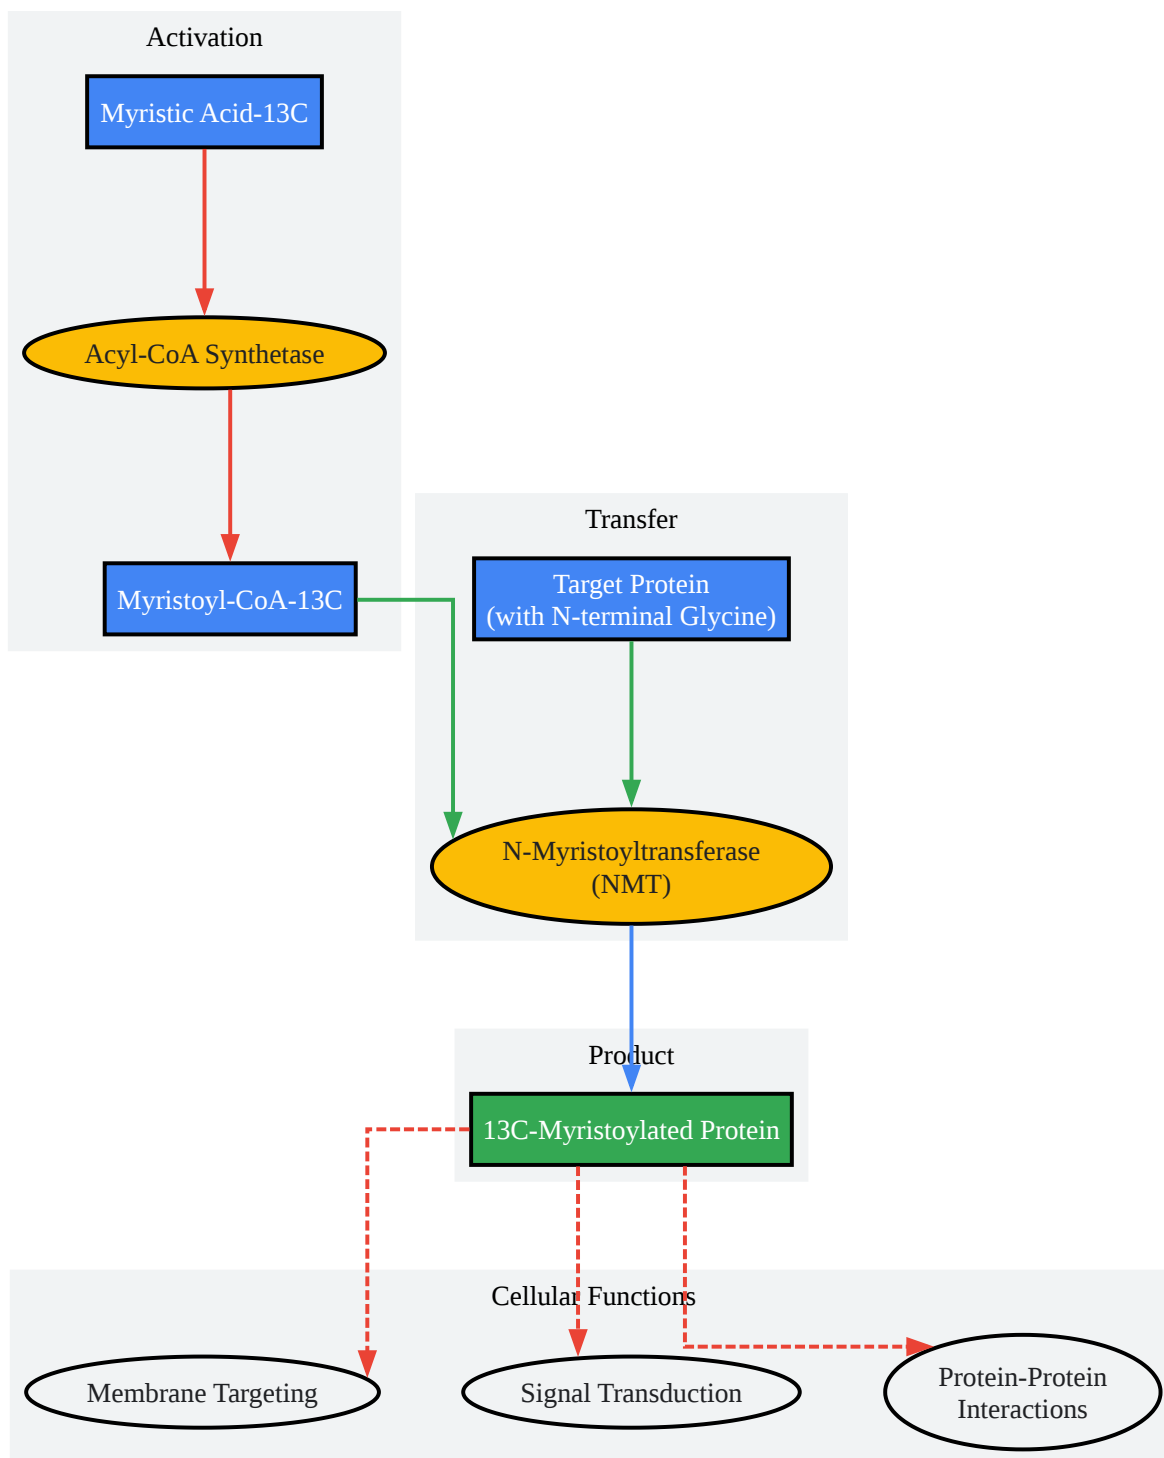 Activation
Myristic Acid-13C
Acyl-CoA Synthetase
Myristoyl-CoA-13C
Transfer
Target Protein
(with N-terminal Glycine)
N-Myristoyltransferase
(NMT)
Product
13C-Myristoylated Protein
Cellular Functions
Membrane Targeting
Signal Transduction
Protein-Protein
Interactions